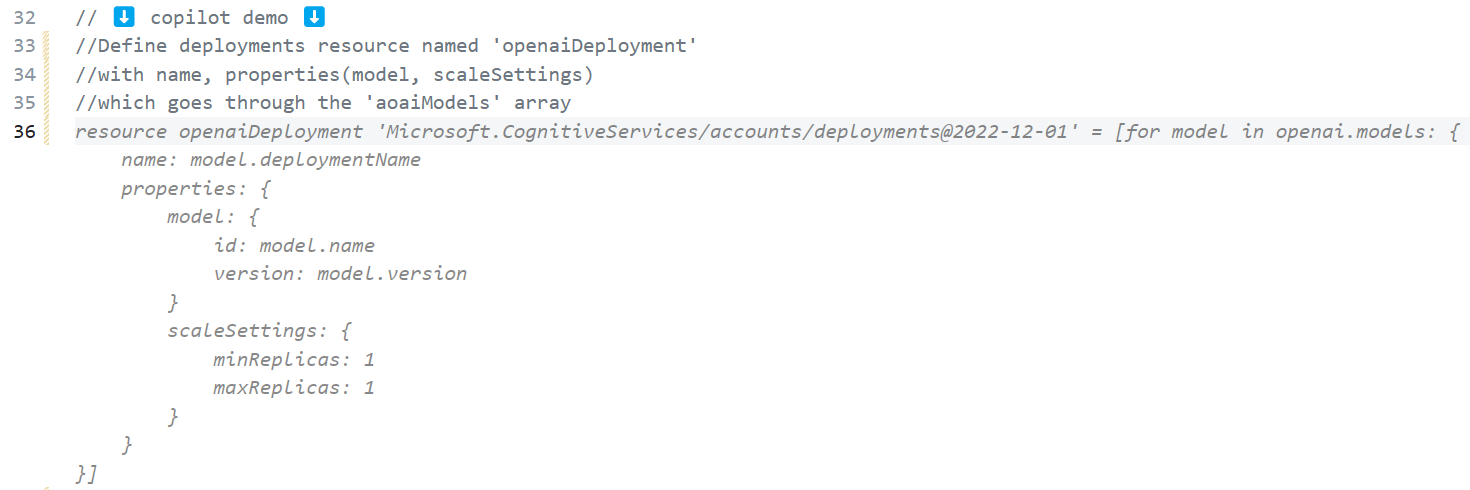 32 // ⬇️ copilot demo ⬇️
33 //Define deployments resource named 'openaiDeployment'
34 //with name, properties(model, scaleSettings)
35 //which goes through the 'aoaiModels' array
36 resource openaiDeployment 'Microsoft.CognitiveServices/accounts/deployments@2022-12-01' = [for model in openai.models: {
    name: model.deploymentName
    properties: {
        model: {
            id: model.name
            version: model.version
        }
        scaleSettings: {
            minReplicas: 1
            maxReplicas: 1
        }
    }
}]